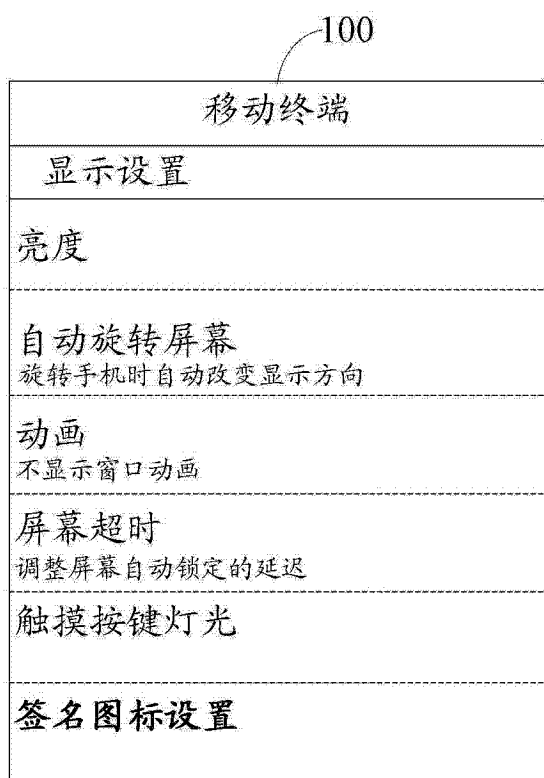 100
移动终端
显示设置
亮度
自动旋转屏幕
旋转手机时自动改变显示方向
动画
不显示窗口动画
屏幕超时
调整屏幕自动锁定的延迟
触摸按键灯光
签名图标设置